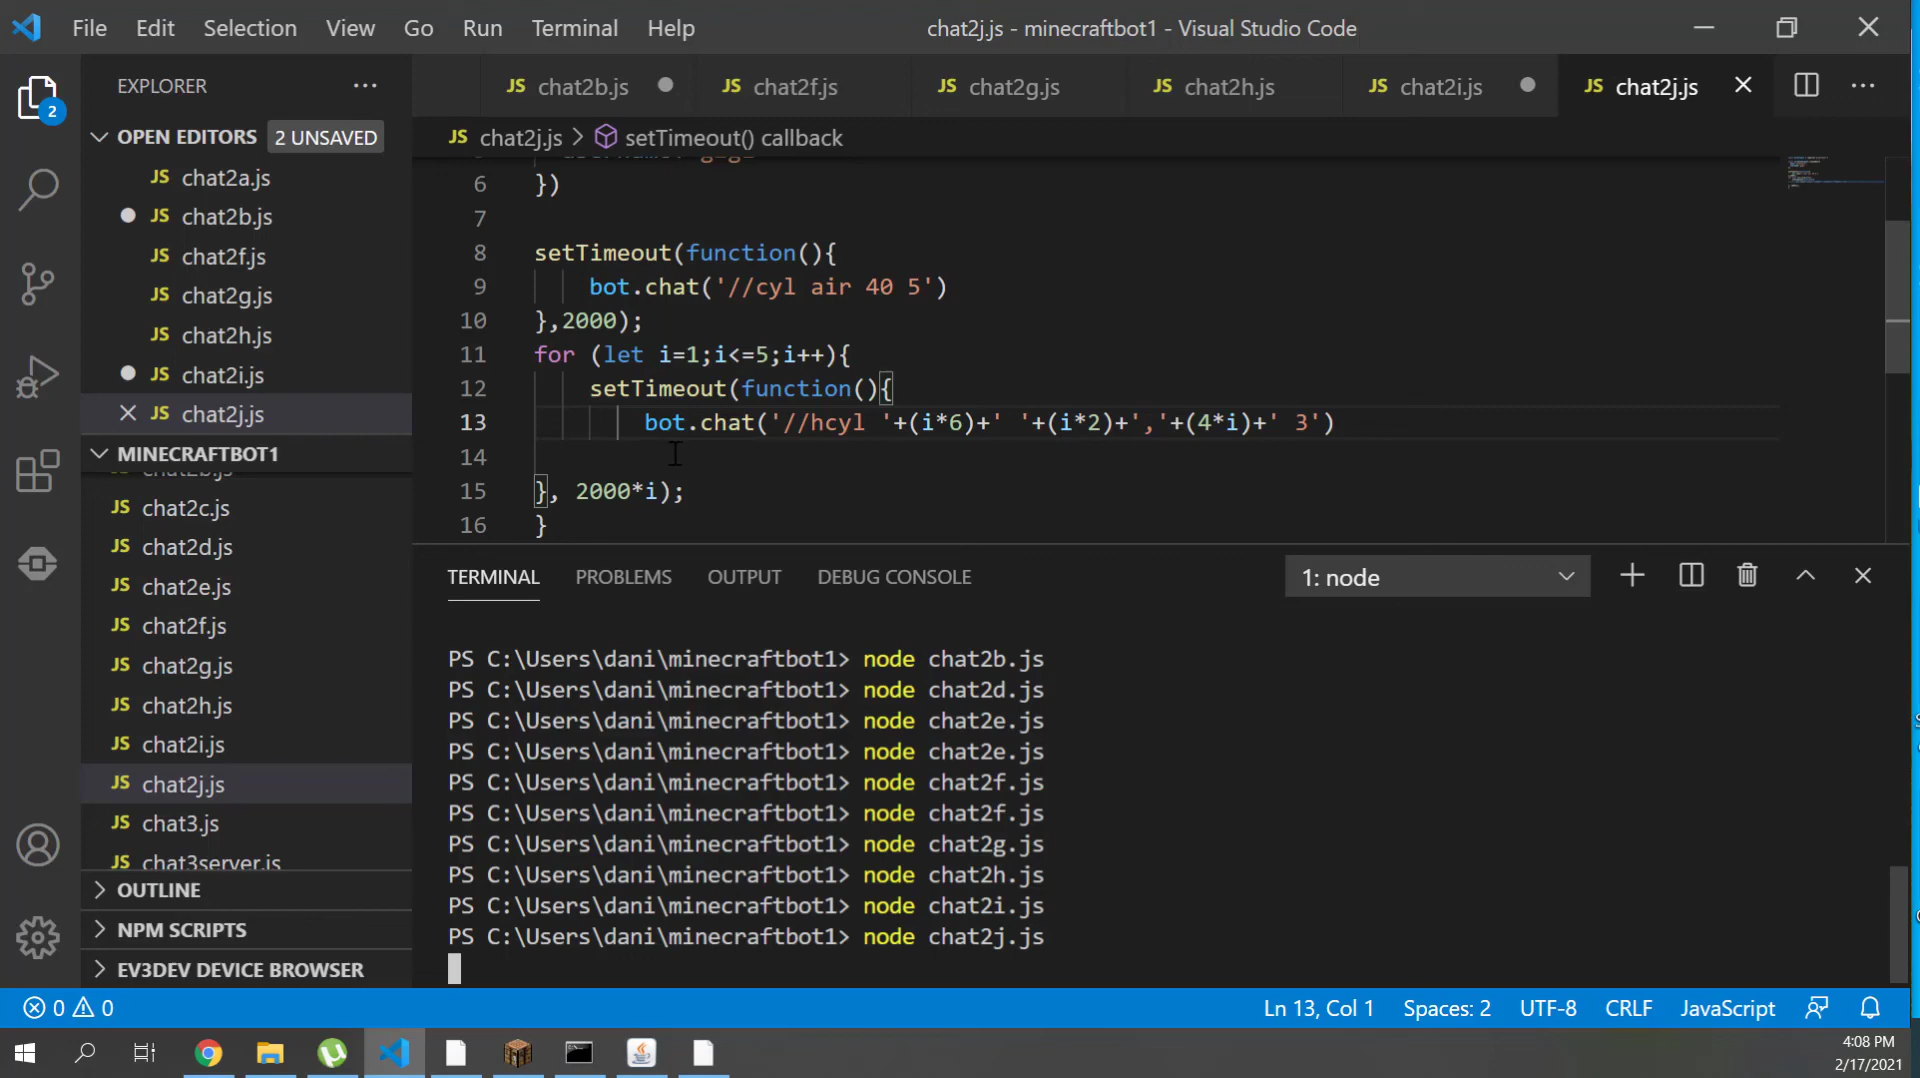 File Edit Selection View Go Run Terminal Help
chat2j.js - minecraftbot1 - Visual Studio Code
EXPLORER
JS chat2b.js JS chat2f.js JS chat2g.js JS chat2h.js JS chat2i.js JS chat2j.js
2
OPEN EDITORS 2 UNSAVED
JS chat2j.js > setTimeout() callback
JS chat2a.js
JS chat2b.js
JS chat2f.js
JS chat2g.js
JS chat2h.js
JS chat2i.js
JS chat2j.js
MINECRAFTBOT1
chat2b.js
JS chat2c.js
JS chat2d.js
JS chat2e.js
JS chat2f.js
JS chat2g.js
JS chat2h.js
JS chat2i.js
JS chat2j.js
JS chat3.js
JS chat3server.js
OUTLINE
NPM SCRIPTS
EV3DEV DEVICE BROWSER
6 })
7
8 setTimeout(function(){
9 bot.chat('//cyl air 40 5')
10 },2000);
11 for (let i=1;i<=5;i++){
12 setTimeout(function(){
13 bot.chat('//hcyl '+(i*6)+' '+(i*2)+','+(4*i)+' 3')
14
15 }, 2000*i);
16 }
TERMINAL PROBLEMS OUTPUT DEBUG CONSOLE 1: node
PS C:\Users\dani\minecraftbot1> node chat2b.js
PS C:\Users\dani\minecraftbot1> node chat2d.js
PS C:\Users\dani\minecraftbot1> node chat2e.js
PS C:\Users\dani\minecraftbot1> node chat2e.js
PS C:\Users\dani\minecraftbot1> node chat2f.js
PS C:\Users\dani\minecraftbot1> node chat2f.js
PS C:\Users\dani\minecraftbot1> node chat2g.js
PS C:\Users\dani\minecraftbot1> node chat2h.js
PS C:\Users\dani\minecraftbot1> node chat2i.js
PS C:\Users\dani\minecraftbot1> node chat2j.js
0 0 Ln 13, Col 1 Spaces: 2 UTF-8 CRLF JavaScript
4:08 PM
2/17/2021